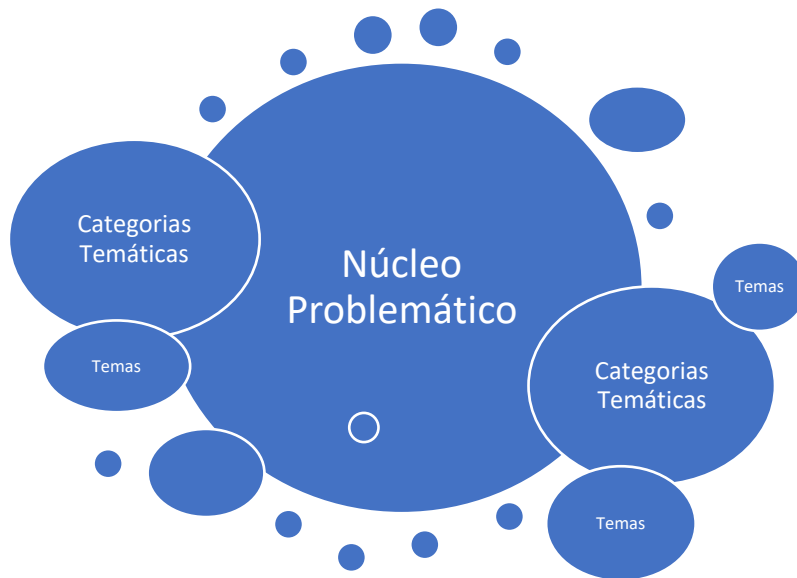 Categorias
Temáticas
Temas
Núcleo
Problemático
Temas
Categorias
Temáticas
Temas